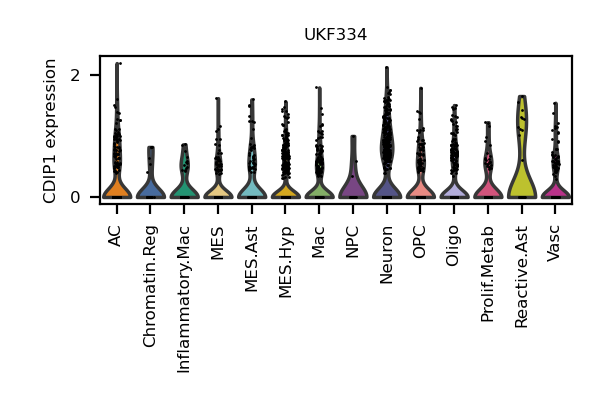 UKF334
CDIP1 expression
2
0
AC
Chromatin.Reg
Inflammatory.Mac
MES
MES.Ast
MES.Hyp
Mac
NPC
Neuron
OPC
Oligo
Prolif.Metab
Reactive.Ast
Vasc